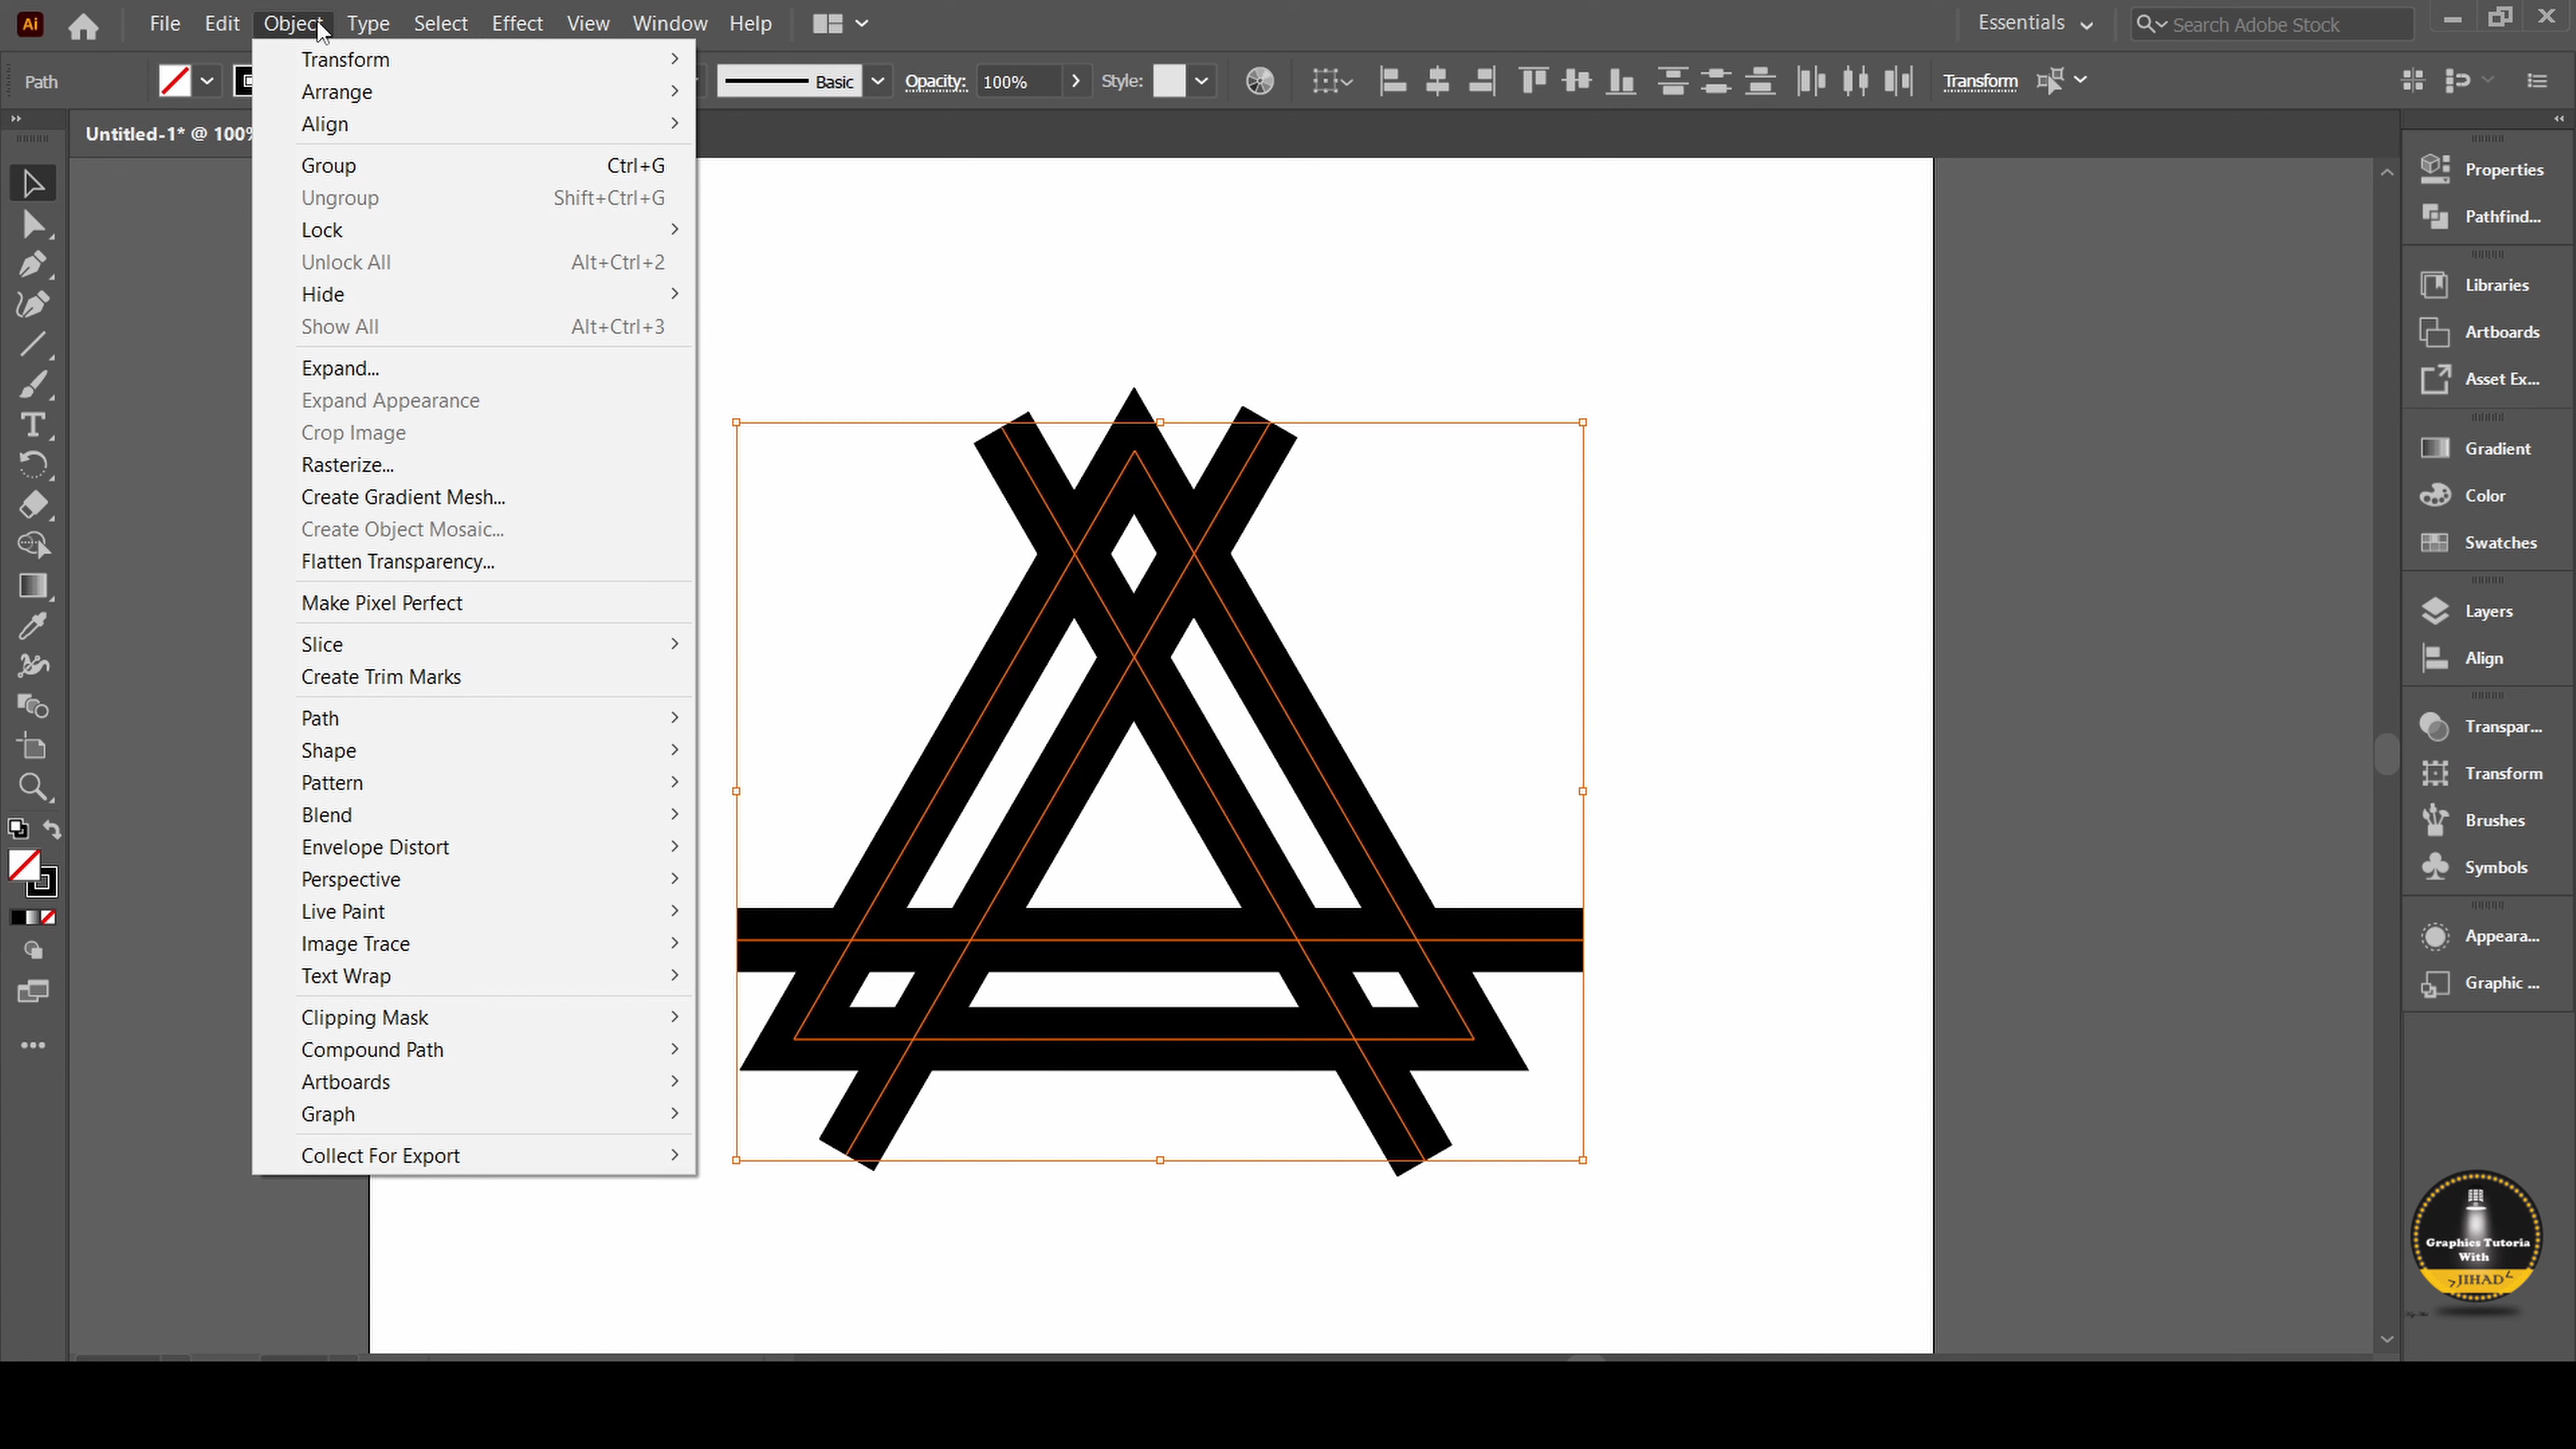 Ai File Edit Object Type Select Effect View Window Help Essentials Search Adobe Stock
Path Basic Opacity: 100% Style: Transform
Untitled-1* @ 100%
Transform
Arrange
Align
Group Ctrl+G
Ungroup Shift+Ctrl+G
Lock
Unlock All Alt+Ctrl+2
Hide
Show All Alt+Ctrl+3
Expand...
Expand Appearance
Crop Image
Rasterize...
Create Gradient Mesh...
Create Object Mosaic...
Flatten Transparency...
Make Pixel Perfect
Slice
Create Trim Marks
Path
Shape
Pattern
Blend
Envelope Distort
Perspective
Live Paint
Image Trace
Text Wrap
Clipping Mask
Compound Path
Artboards
Graph
Collect For Export
Properties
Pathfind...
Libraries
Artboards
Asset Ex...
Gradient
Color
Swatches
Layers
Align
Transpar...
Transform
Brushes
Symbols
Appeara...
Graphic ...
Graphics Tutoria
With
JIHAD